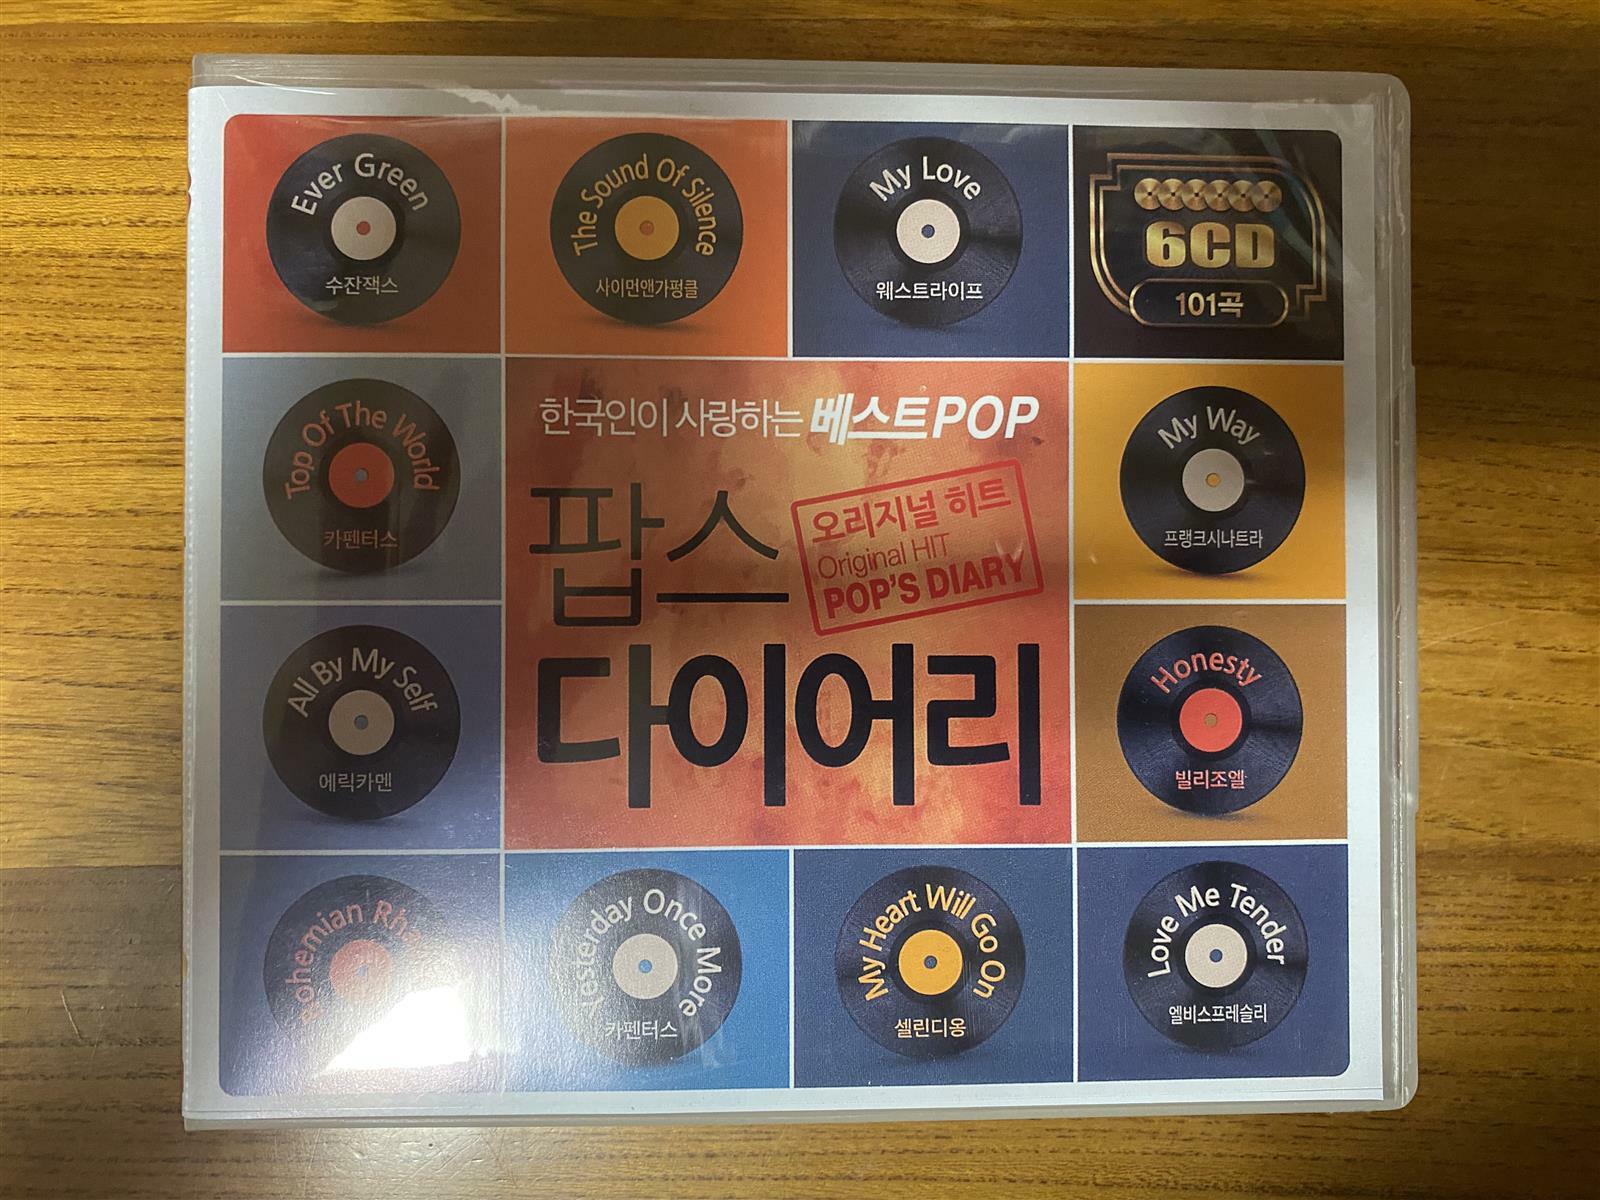 Ever Green
수잔잭스
The Sound Of Silence
사이먼앤가펑클
My Love
웨스트라이프
6CD
101곡
Top Of The World
카펜터스
한국인이 사랑하는 베스트POP
팝스
다이어리
오리지널 히트
Original HIT
POP'S DIARY
My Way
프랭크시나트라
All By My Self
에릭카멘
Honesty
빌리조엘
Bohemian
Yesterday Once More
카펜터스
My Heart Will Go On
셀린디옹
Love Me Tender
엘비스프레슬리